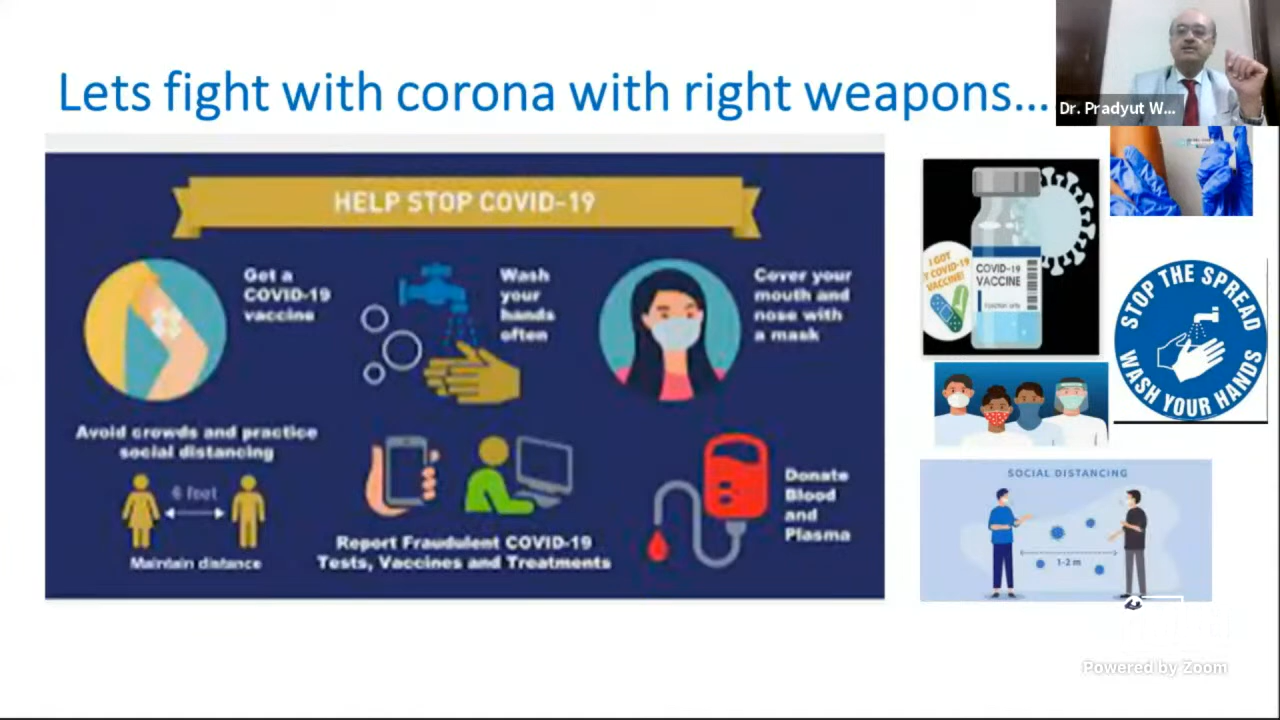 Lets fight with corona with right weapons...
Dr. Pradyut W...
HELP STOP COVID-19
Get a
COVID-19
vaccine
Wash
your
hands
often
Cover your
mouth and
nose with
a mask
Avoid crowds and practice
social distancing
6 feet
Maintain distance
Report Fraudulent COVID-19
Tests, Vaccines and Treatments
Donate
Blood
and
Plasma
I GOT
COVID-19
VACCINE!
COVID-19
VACCINE
STOP THE SPREAD
WASH YOUR HANDS
SOCIAL DISTANCING
1-2 m
Powered by Zoom